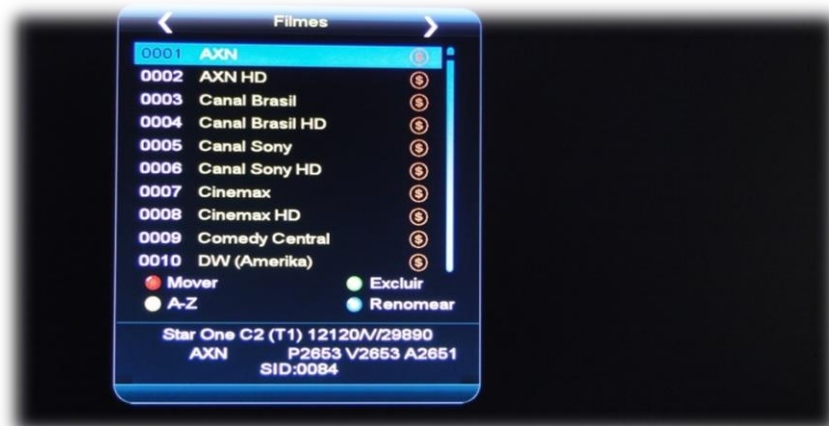 Filmes
0001 AXN $
0002 AXN HD $
0003 Canal Brasil $
0004 Canal Brasil HD $
0005 Canal Sony $
0006 Canal Sony HD $
0007 Cinemax $
0008 Cinemax HD $
0009 Comedy Central $
0010 DW (Amerika) $
Mover Excluir
A-Z Renomear
Star One C2 (T1) 12120/V/29890
AXN P2653 V2653 A2651
SID:0084